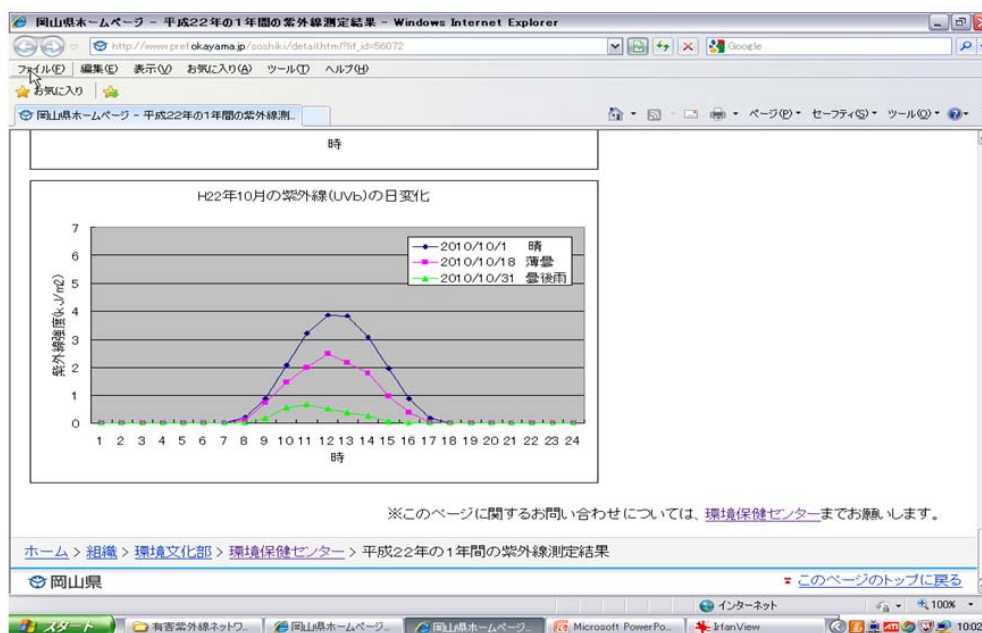 岡山県ホームページ - 平成22年の1年間の紫外線測定結果 - Windows Internet Explorer
http://www.pref.okayama.jp/soshiki/detail.html?lif_id=56072
Google
ファイル(F) 編集(E) 表示(V) お気に入り(A) ツール(T) ヘルプ(H)
お気に入り
岡山県ホームページ - 平成22年の1年間の紫外線測...
ページ(P) セーフティ(S) ツール(O)
時
H22年10月の紫外線(UVb)の日変化
7
6
5
4
3
2
1
0
紫外線強度(kJ/m2)
2010/10/1 晴
2010/10/18 薄曇
2010/10/31 曇後雨
1 2 3 4 5 6 7 8 9 10 11 12 13 14 15 16 17 18 19 20 21 22 23 24
時
※このページに関するお問い合わせについては、環境保健センターまでお願いします。
ホーム > 組織 > 環境文化部 > 環境保健センター > 平成22年の1年間の紫外線測定結果
岡山県
このページのトップに戻る
インターネット
100%
スタート
有害紫外線ネットワ...
岡山県ホームページ...
岡山県ホームページ...
Microsoft PowerPo...
IrfanView
10:02